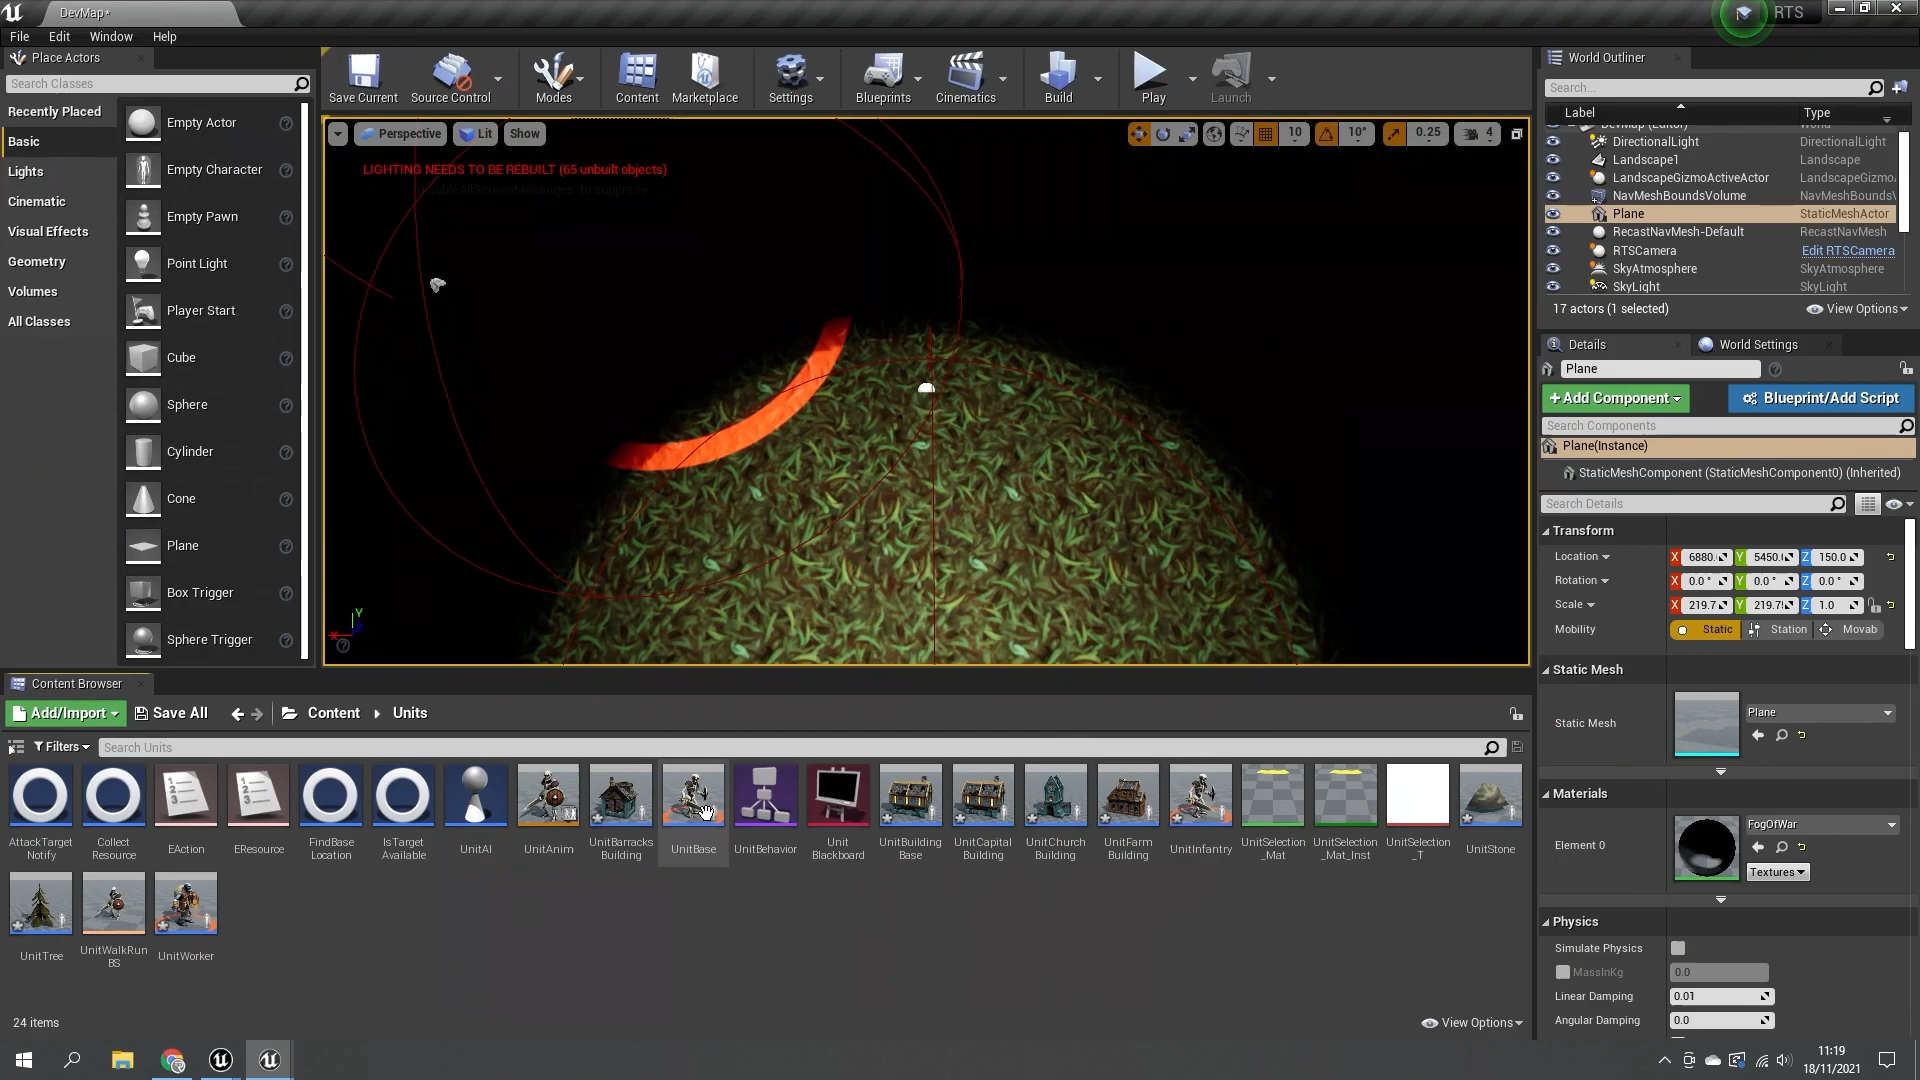 DevMap*
RTS
File Edit Window Help
Place Actors
Search Classes
Recently Placed
Basic
Lights
Cinematic
Visual Effects
Geometry
Volumes
All Classes
Empty Actor
Empty Character
Empty Pawn
Point Light
Player Start
Cube
Sphere
Cylinder
Cone
Plane
Box Trigger
Sphere Trigger
Save Current Source Control Modes Content Marketplace Settings Blueprints Cinematics Build Play Launch
Perspective Lit Show
10 10° 0.25 4
LIGHTING NEEDS TO BE REBUILT (65 unbuilt objects)
'DisableAllScreenMessages' to suppress
Y
World Outliner
Search...
Label Type
DevMap (Editor) World
DirectionalLight DirectionalLight
Landscape1 Landscape
LandscapeGizmoActiveActor LandscapeGizmo
NavMeshBoundsVolume NavMeshBounds
Plane StaticMeshActor
RecastNavMesh-Default RecastNavMesh
RTSCamera Edit RTSCamera
SkyAtmosphere SkyAtmosphere
SkyLight SkyLight
17 actors (1 selected) View Options
Details World Settings
Plane
+Add Component Blueprint/Add Script
Search Components
Plane(Instance)
StaticMeshComponent (StaticMeshComponent0) (Inherited)
Search Details
Transform
Location X 6880. Y 5450. Z 150.0
Rotation X 0.0 ° Y 0.0 ° Z 0.0 °
Scale X 219.7 Y 219.7 Z 1.0
Mobility Static Station Movab
Static Mesh
Static Mesh Plane
Materials
Element 0 FogOfWar
Textures
Physics
Simulate Physics
MassInKg 0.0
Linear Damping 0.01
Angular Damping 0.0
Content Browser
Add/Import Save All Content Units
Filters Search Units
AttackTarget Notify
Collect Resource
EAction
EResource
FindBase Location
IsTarget Available
UnitAI
UnitAnim
UnitBarracks Building
UnitBase
UnitBehavior
Unit Blackboard
UnitBuilding Base
UnitCapital Building
UnitChurch Building
UnitFarm Building
UnitInfantry
UnitSelection _Mat
UnitSelection _Mat_Inst
UnitSelection _T
UnitStone
UnitTree
UnitWalkRun BS
UnitWorker
24 items View Options
11:19
18/11/2021